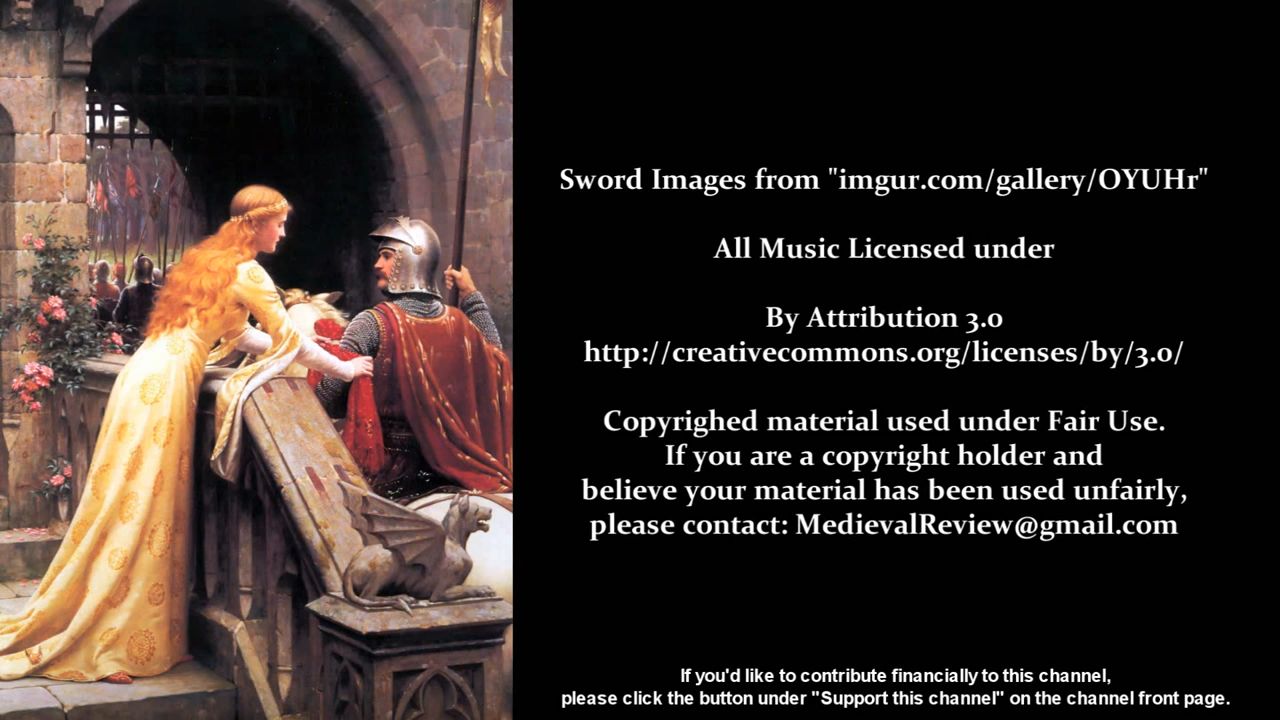 Sword Images from "imgur.com/gallery/OYUHr"
All Music Licensed under
By Attribution 3.0
http://creativecommons.org/licenses/by/3.0/
Copyrighed material used under Fair Use.
If you are a copyright holder and
believe your material has been used unfairly,
please contact: MedievalReview@gmail.com
If you'd like to contribute financially to this channel,
please click the button under "Support this channel" on the channel front page.